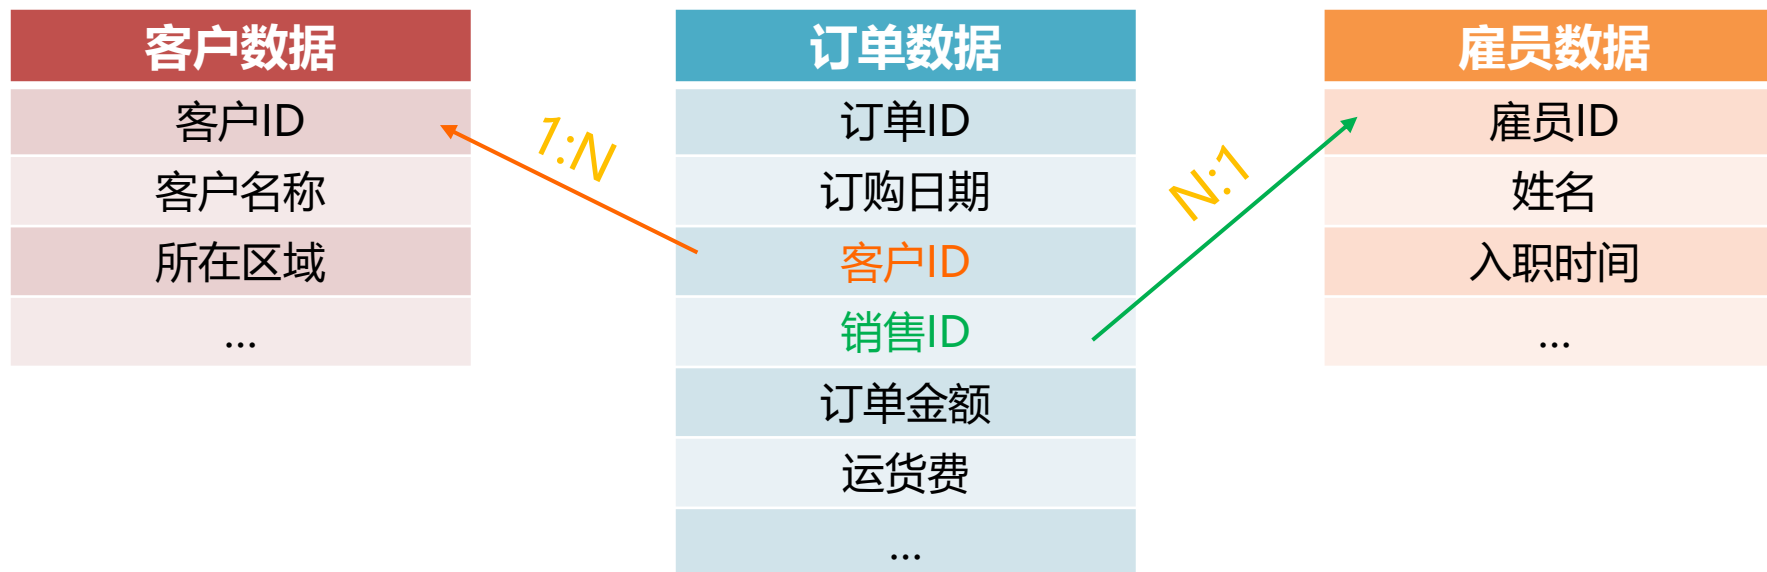 客户数据
客户ID
客户名称
所在区域
...
1:N
订单数据
订单ID
订购日期
客户ID
销售ID
订单金额
运货费
...
N:1
雇员数据
雇员ID
姓名
入职时间
...